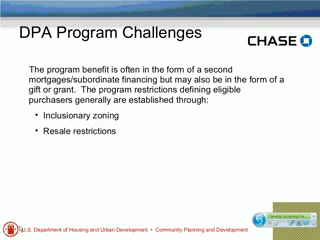 DPA Program Challenges
CHASE
The program benefit is often in the form of a second
mortgages/subordinate financing but may also be in the form of a
gift or grant. The program restrictions defining eligible
purchasers generally are established through:
• Inclusionary zoning
• Resale restrictions
U.S. Department of Housing and Urban Development • Community Planning and Development